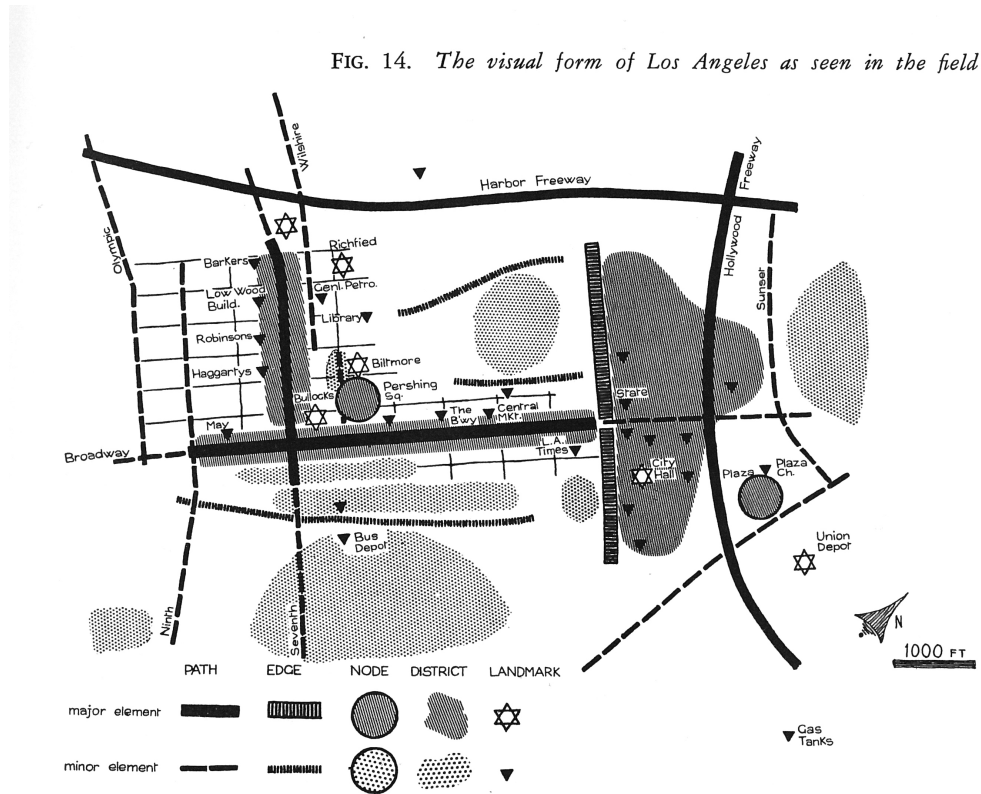 FIG. 14. The visual form of Los Angeles as seen in the field
Wilshire
Harbor Freeway
Freeway
Hollywood
Olympic
Sunset
Richfied
Barkers
Genl. Petro.
Low Wood
Build.
Library
Robinsons
Haggartys
Biltmore
Pershing
Sq.
Bullocks
State
May
The
B'wy
Central
Mkt.
Broadway
L.A.
Times
City
Hall
Plaza
Plaza
Ch.
Bus
Depot
Union
Depot
Ninth
Seventh
N
1000 FT
PATH EDGE NODE DISTRICT LANDMARK
major element
minor element
Gas
Tanks